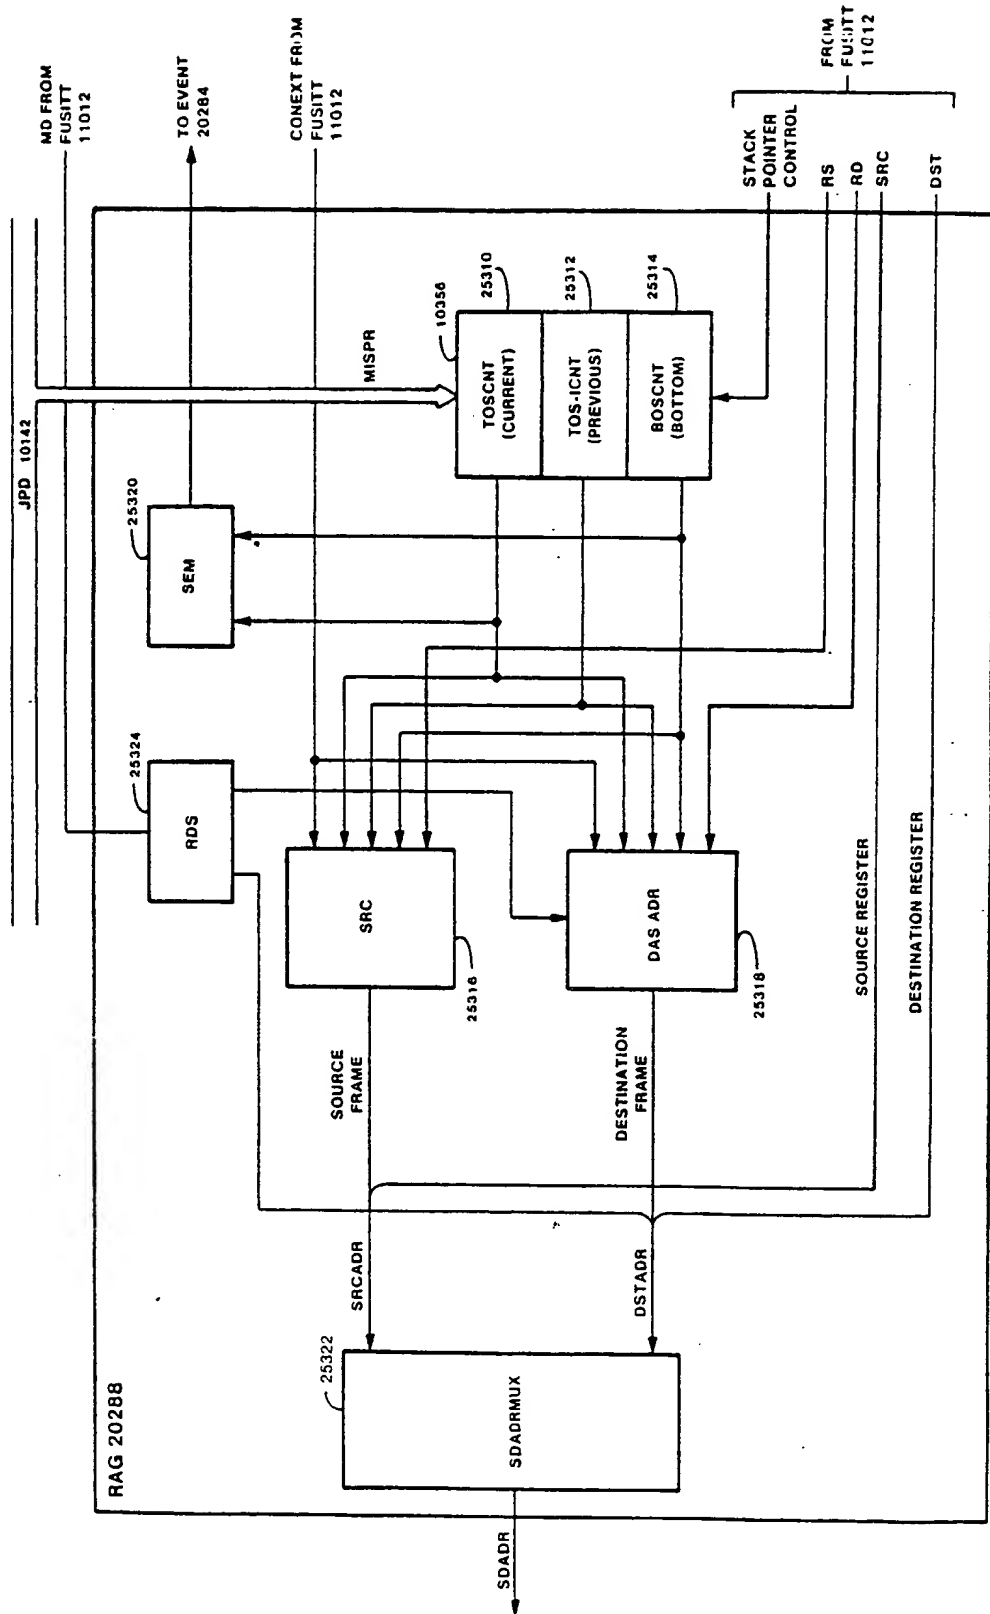 JPD 10142
MD FROM
FUSITT
11012
TO EVENT
20284
CONEXT FROM
FUSITT
11012
FROM
FUSITT
11012
STACK
POINTER
CONTROL
RS
RD
SRC
DST
RAG 20288
25324
RDS
25320
SEM
MISPR
10356
25310
25312
25314
TOSCNT
(CURRENT)
TOS-ICNT
(PREVIOUS)
BOSCNT
(BOTTOM)
SRC
25316
DAS ADR
25318
SOURCE
FRAME
DESTINATION
FRAME
SOURCE REGISTER
DESTINATION REGISTER
SRCADR
DSTADR
25322
SDADRMUX
SDADR